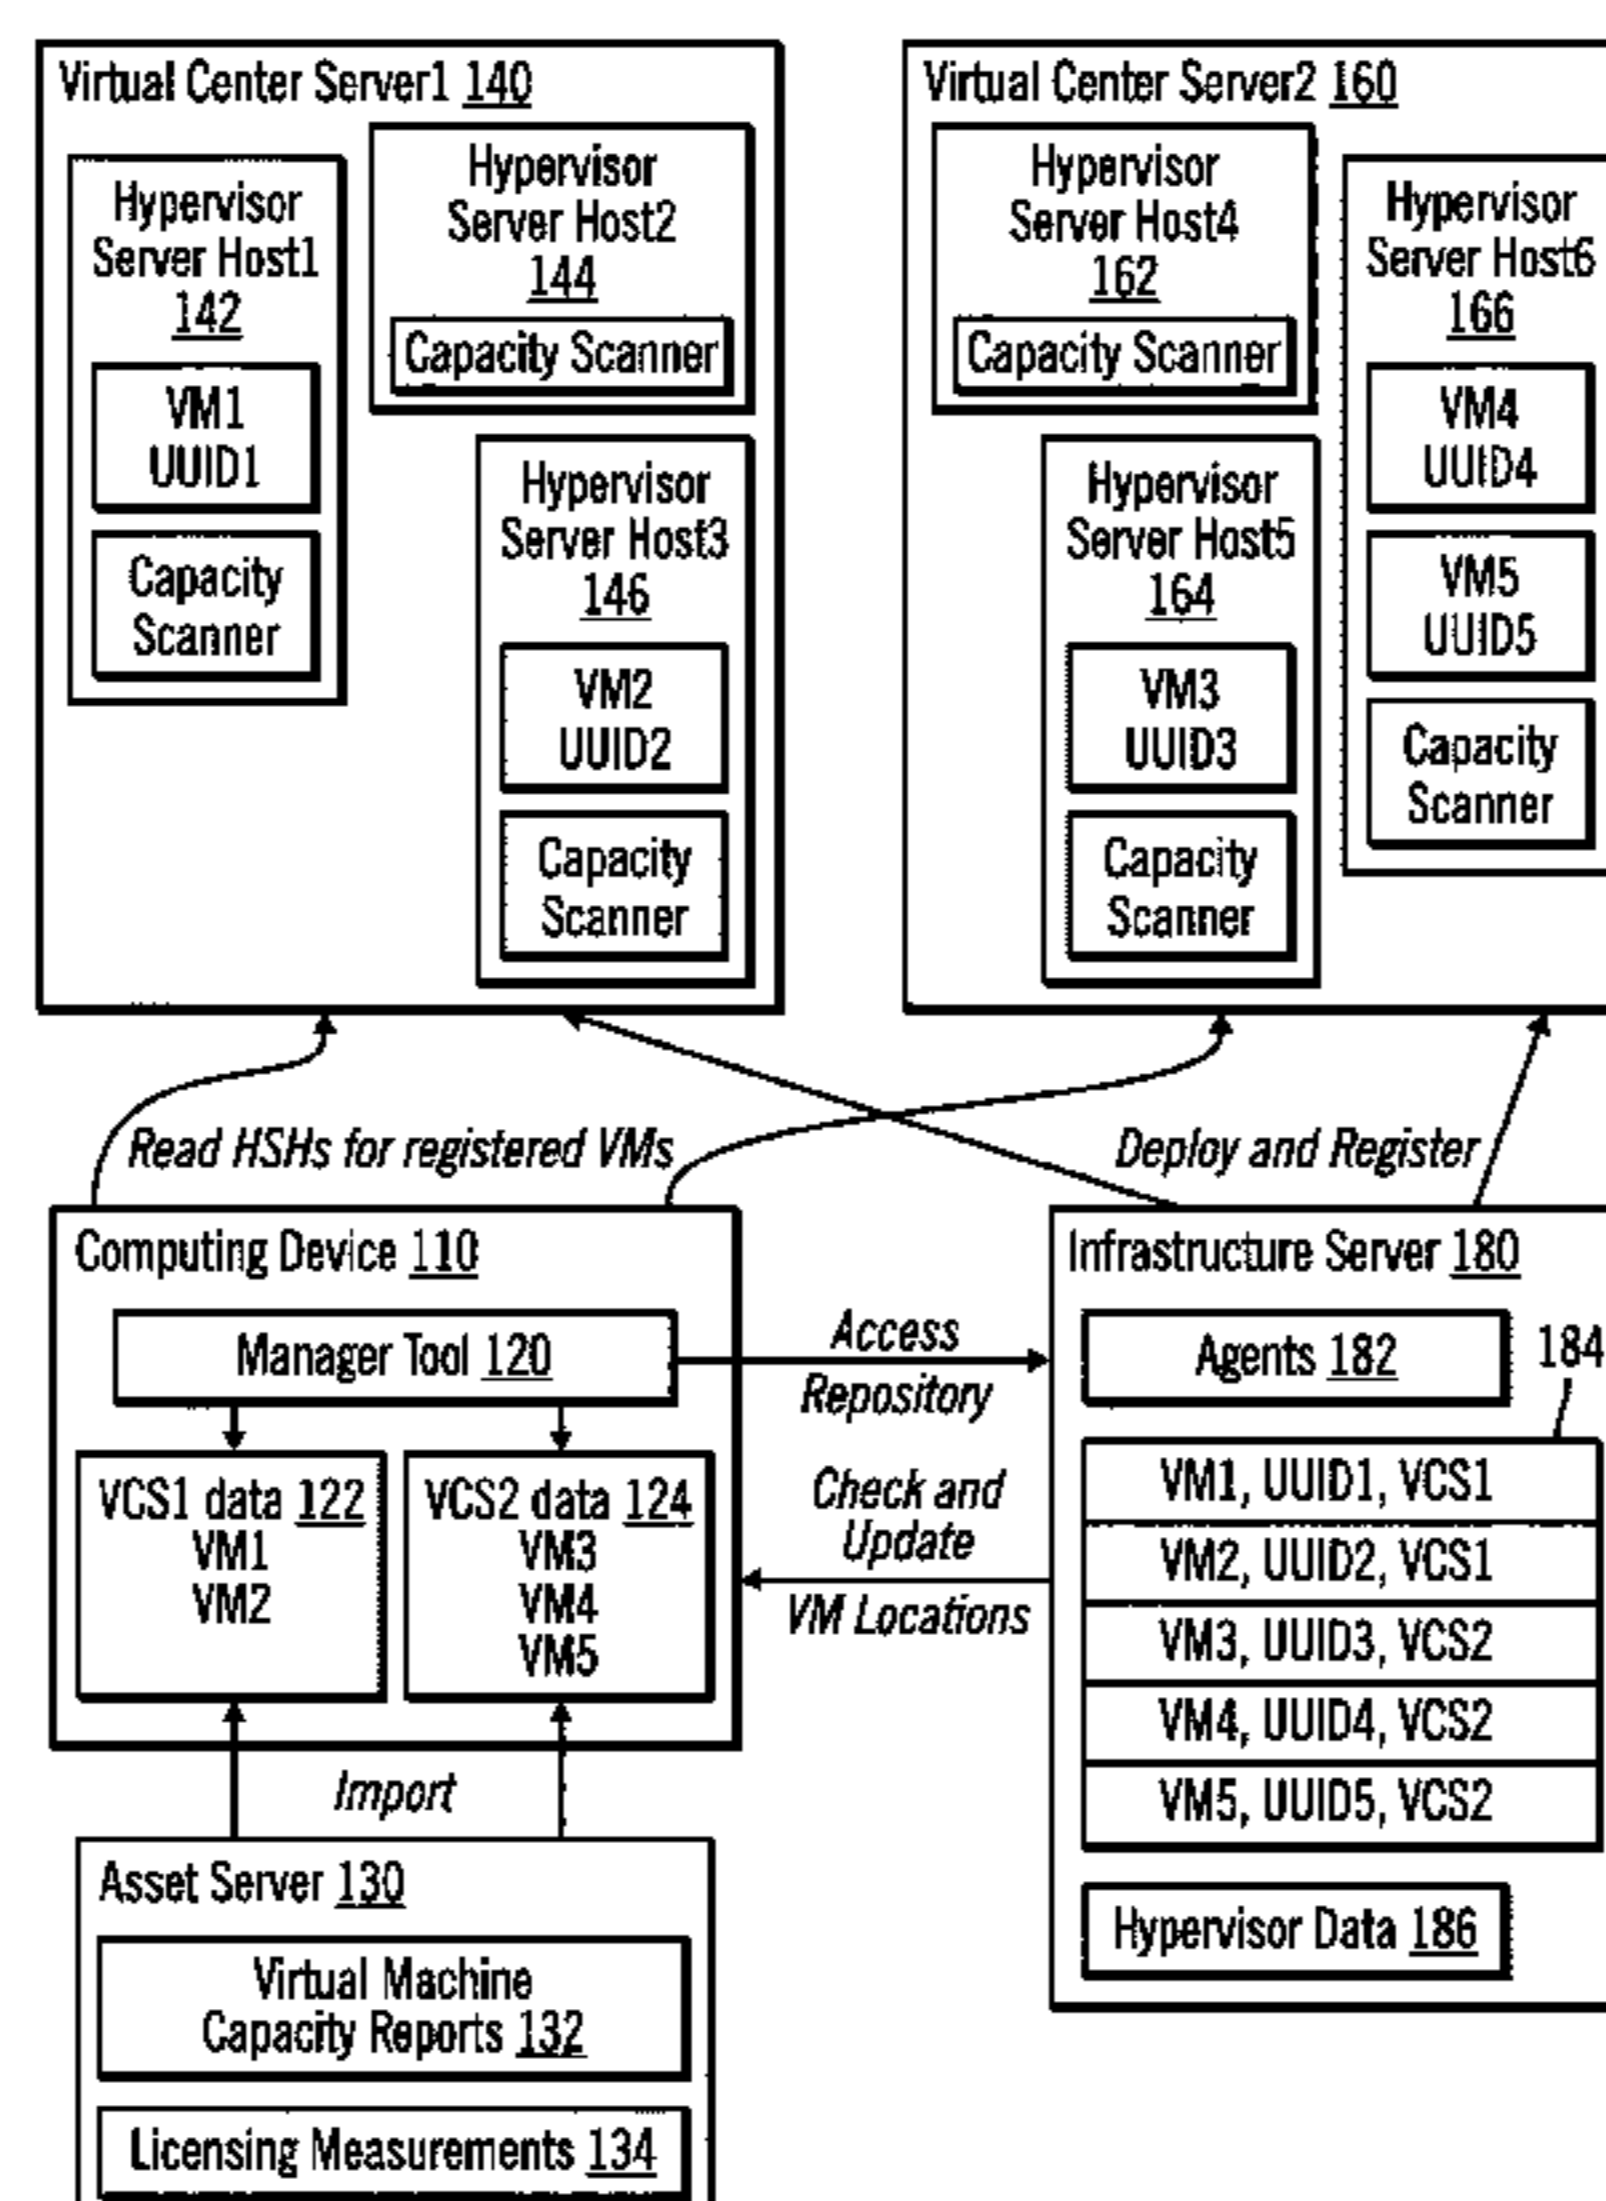 Virtual Center Server1 140
Hypervisor
Server Host1
142
VM1
UUID1
Capacity
Scanner
Hypervisor
Server Host2
144
Capacity Scanner
Hypervisor
Server Host3
146
VM2
UUID2
Capacity
Scanner
Virtual Center Server2 160
Hypervisor
Server Host4
162
Capacity Scanner
Hypervisor
Server Host5
164
VM3
UUID3
Capacity
Scanner
Hypervisor
Server Host6
166
VM4
UUID4
VM5
UUID5
Capacity
Scanner
Read HSHs for registered VMs
Deploy and Register
Computing Device 110
Manager Tool 120
VCS1 data 122
VM1
VM2
VCS2 data 124
VM3
VM4
VM5
Access
Repository
Check and
Update
VM Locations
Infrastructure Server 180
Agents 182
184
VM1, UUID1, VCS1
VM2, UUID2, VCS1
VM3, UUID3, VCS2
VM4, UUID4, VCS2
VM5, UUID5, VCS2
Hypervisor Data 186
Import
Asset Server 130
Virtual Machine
Capacity Reports 132
Licensing Measurements 134